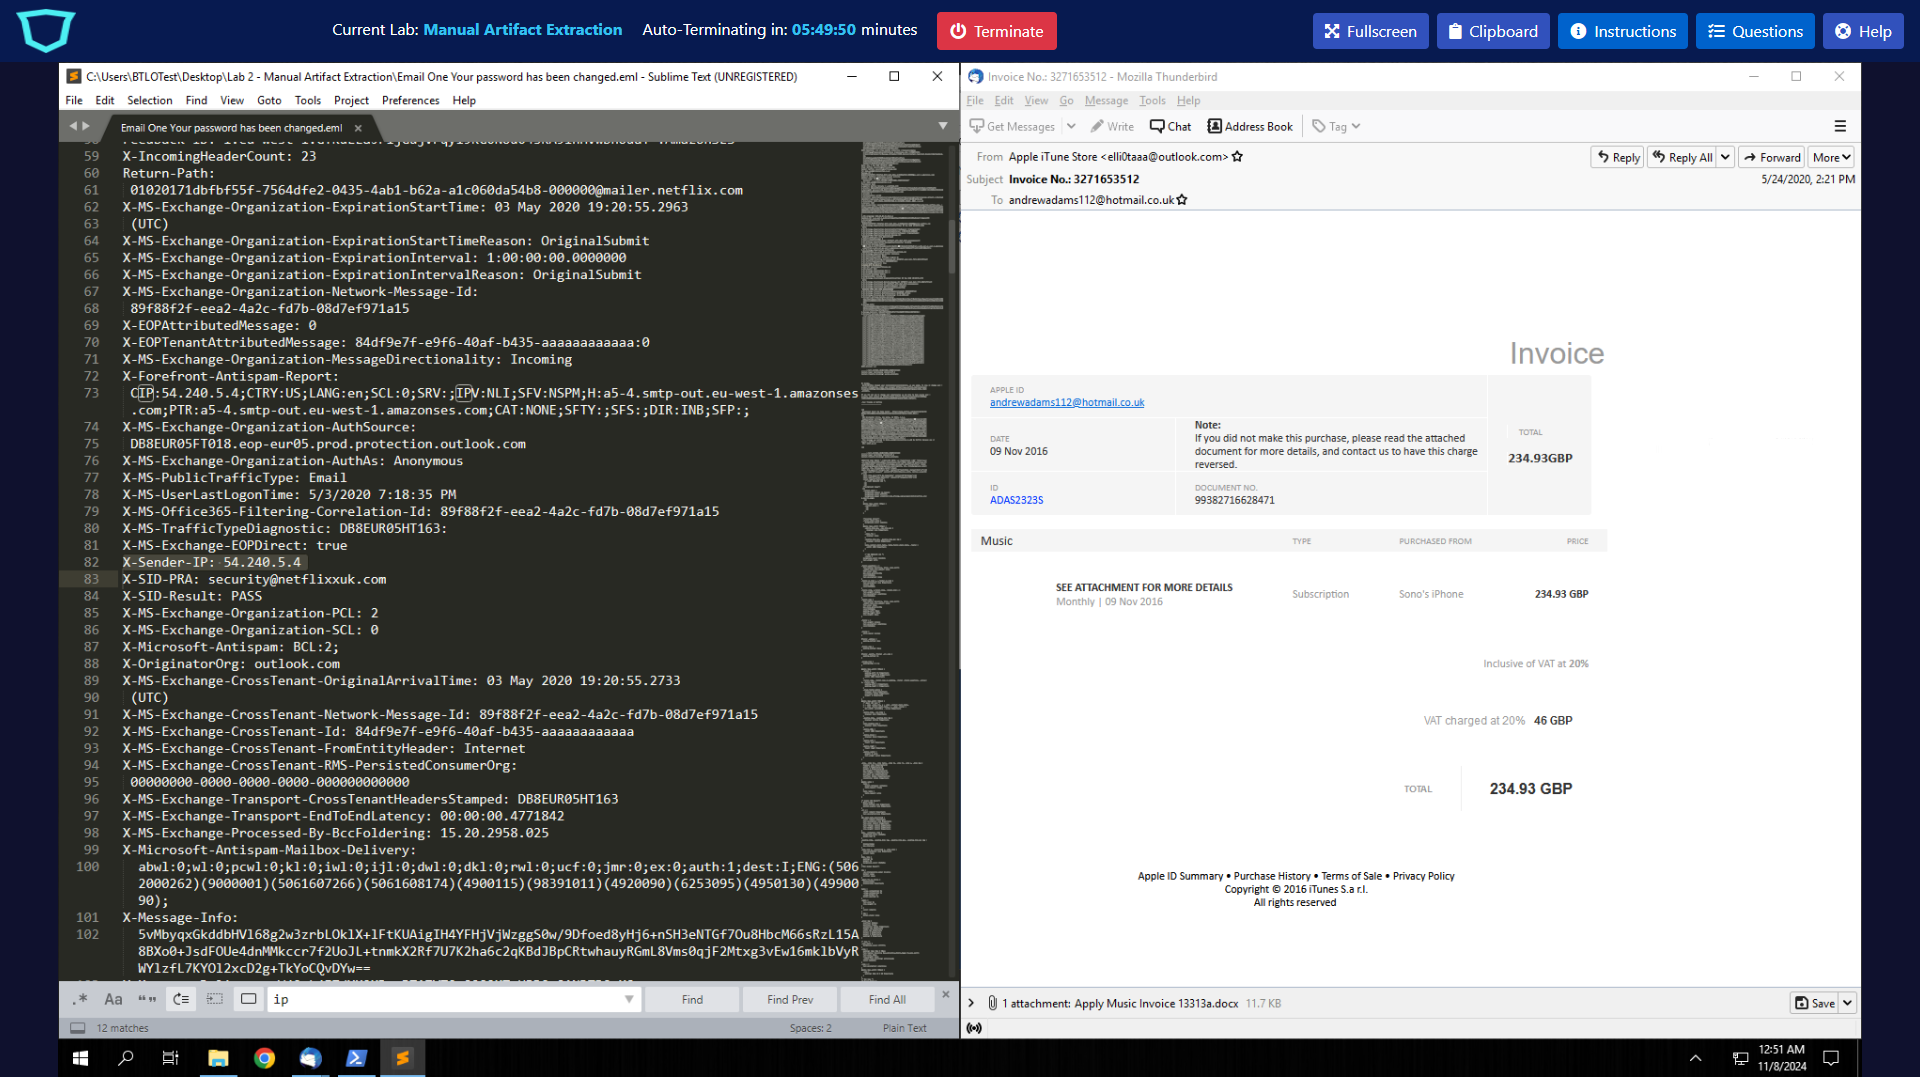 Current Lab: Manual Artifact Extraction Auto-Terminating in: 05:49:50 minutes Terminate Fullscreen Clipboard Instructions Questions Help
C:\Users\BTLOTest\Desktop\Lab 2 - Manual Artifact Extraction\Email One Your password has been changed.eml - Sublime Text (UNREGISTERED)
File Edit Selection Find View Goto Tools Project Preferences Help
Email One Your password has been changed.eml
59 X-IncomingHeaderCount: 23
60 Return-Path:
61 01020171dbfbf55f-7564dfe2-0435-4ab1-b62a-a1c060da54b8-000000@mailer.netflix.com
62 X-MS-Exchange-Organization-ExpirationStartTime: 03 May 2020 19:20:55.2963
63 (UTC)
64 X-MS-Exchange-Organization-ExpirationStartTimeReason: OriginalSubmit
65 X-MS-Exchange-Organization-ExpirationInterval: 1:00:00:00.0000000
66 X-MS-Exchange-Organization-ExpirationIntervalReason: OriginalSubmit
67 X-MS-Exchange-Organization-Network-Message-Id:
68 89f88f2f-eea2-4a2c-fd7b-08d7ef971a15
69 X-EOPAttributedMessage: 0
70 X-EOPTenantAttributedMessage: 84df9e7f-e9f6-40af-b435-aaaaaaaaaaaa:0
71 X-MS-Exchange-Organization-MessageDirectionality: Incoming
72 X-Forefront-Antispam-Report:
73 CIP:54.240.5.4;CTRY:US;LANG:en;SCL:0;SRV:;IPV:NLI;SFV:NSPM;H:a5-4.smtp-out.eu-west-1.amazonses
.com;PTR:a5-4.smtp-out.eu-west-1.amazonses.com;CAT:NONE;SFTY:;SFS:;DIR:INB;SFP:;
74 X-MS-Exchange-Organization-AuthSource:
75 DB8EUR05FT018.eop-eur05.prod.protection.outlook.com
76 X-MS-Exchange-Organization-AuthAs: Anonymous
77 X-MS-PublicTrafficType: Email
78 X-MS-UserLastLogonTime: 5/3/2020 7:18:35 PM
79 X-MS-Office365-Filtering-Correlation-Id: 89f88f2f-eea2-4a2c-fd7b-08d7ef971a15
80 X-MS-TrafficTypeDiagnostic: DB8EUR05HT163:
81 X-MS-Exchange-EOPDirect: true
82 X-Sender-IP: 54.240.5.4
83 X-SID-PRA: security@netflixxuk.com
84 X-SID-Result: PASS
85 X-MS-Exchange-Organization-PCL: 2
86 X-MS-Exchange-Organization-SCL: 0
87 X-Microsoft-Antispam: BCL:2;
88 X-OriginatorOrg: outlook.com
89 X-MS-Exchange-CrossTenant-OriginalArrivalTime: 03 May 2020 19:20:55.2733
90 (UTC)
91 X-MS-Exchange-CrossTenant-Network-Message-Id: 89f88f2f-eea2-4a2c-fd7b-08d7ef971a15
92 X-MS-Exchange-CrossTenant-Id: 84df9e7f-e9f6-40af-b435-aaaaaaaaaaaa
93 X-MS-Exchange-CrossTenant-FromEntityHeader: Internet
94 X-MS-Exchange-CrossTenant-RMS-PersistedConsumerOrg:
95 00000000-0000-0000-0000-000000000000
96 X-MS-Exchange-Transport-CrossTenantHeadersStamped: DB8EUR05HT163
97 X-MS-Exchange-Transport-EndToEndLatency: 00:00:00.4771842
98 X-MS-Exchange-Processed-By-BccFoldering: 15.20.2958.025
99 X-Microsoft-Antispam-Mailbox-Delivery:
100 abwl:0;wl:0;pcwl:0;kl:0;iwl:0;ijl:0;dwl:0;dkl:0;rwl:0;ucf:0;jmr:0;ex:0;auth:1;dest:I;ENG:(506
2000262)(9000001)(5061607266)(5061608174)(4900115)(98391011)(4920090)(6253095)(4950130)(49900
90);
101 X-Message-Info:
102 5vMbyqxGkddbHVl68g2w3zrbLOklX+lFtKUAigIH4YFHjVjWzggS0w/9Dfoed8yHj6+nSH3eNTGf7Ou8HbcM66sRzL15A
8BXo0+JsdFOUe4dnMMkccr7f2UoJL+tnmkX2Rf7U7K2ha6c2qKBdJBpCRtwhauyRGmL8Vms0qjF2Mtxg3vEw16mklbVyR
WYlzfL7KYOl2xcD2g+TkYoCQvDYw==
.* Aa “ ” ip Find Find Prev Find All
12 matches Spaces: 2 Plain Text
Invoice No.: 3271653512 - Mozilla Thunderbird
File Edit View Go Message Tools Help
Get Messages Write Chat Address Book Tag
From Apple iTune Store <elli0taaa@outlook.com> Reply Reply All Forward More
Subject Invoice No.: 3271653512 5/24/2020, 2:21 PM
To andrewadams112@hotmail.co.uk
Invoice
APPLE ID
andrewadams112@hotmail.co.uk
DATE
09 Nov 2016
Note:
If you did not make this purchase, please read the attached
document for more details, and contact us to have this charge
reversed.
TOTAL
234.93GBP
ID
ADAS2323S
DOCUMENT NO.
99382716628471
Music TYPE PURCHASED FROM PRICE
SEE ATTACHMENT FOR MORE DETAILS
Monthly | 09 Nov 2016
Subscription Sono's iPhone 234.93 GBP
Inclusive of VAT at 20%
VAT charged at 20% 46 GBP
TOTAL 234.93 GBP
Apple ID Summary • Purchase History • Terms of Sale • Privacy Policy
Copyright © 2016 iTunes S.a r.l.
All rights reserved
1 attachment: Apply Music Invoice 13313a.docx 11.7 KB Save
12:51 AM
11/8/2024